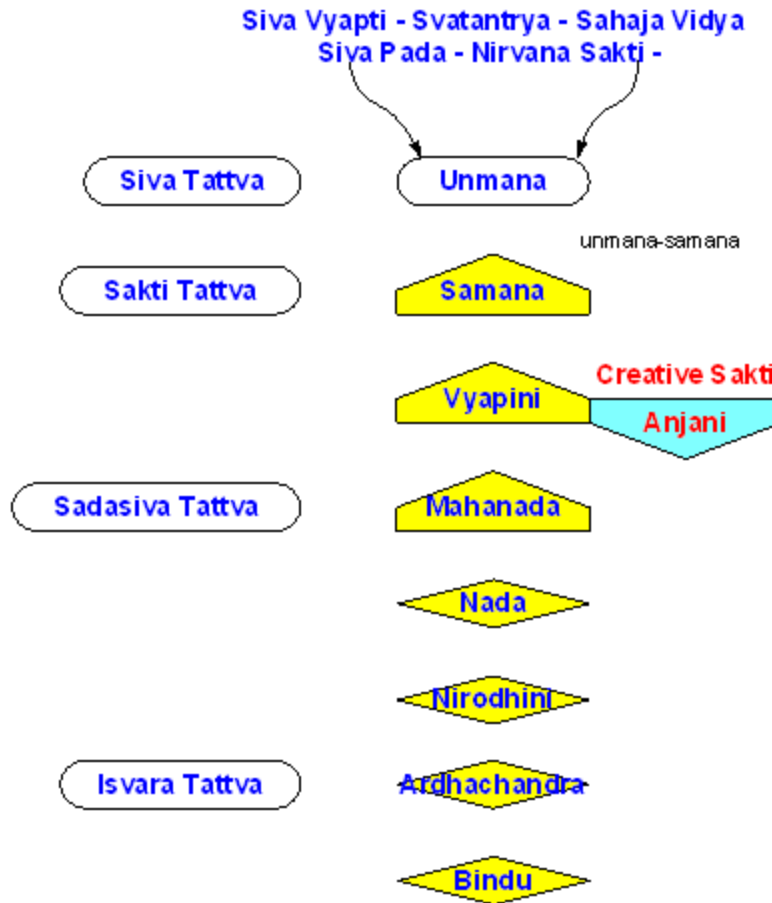 Siva Vyapti - Svatantrya - Sahaja Vidya
Siva Pada - Nirvana Sakti -
Siva Tattva
Unmana
unmana-samana
Sakti Tattva
Samana
Creative Sakti
Vyapini
Anjani
Sadasiva Tattva
Mahanada
Nada
Nirodhini
Isvara Tattva
Ardhachandra
Bindu